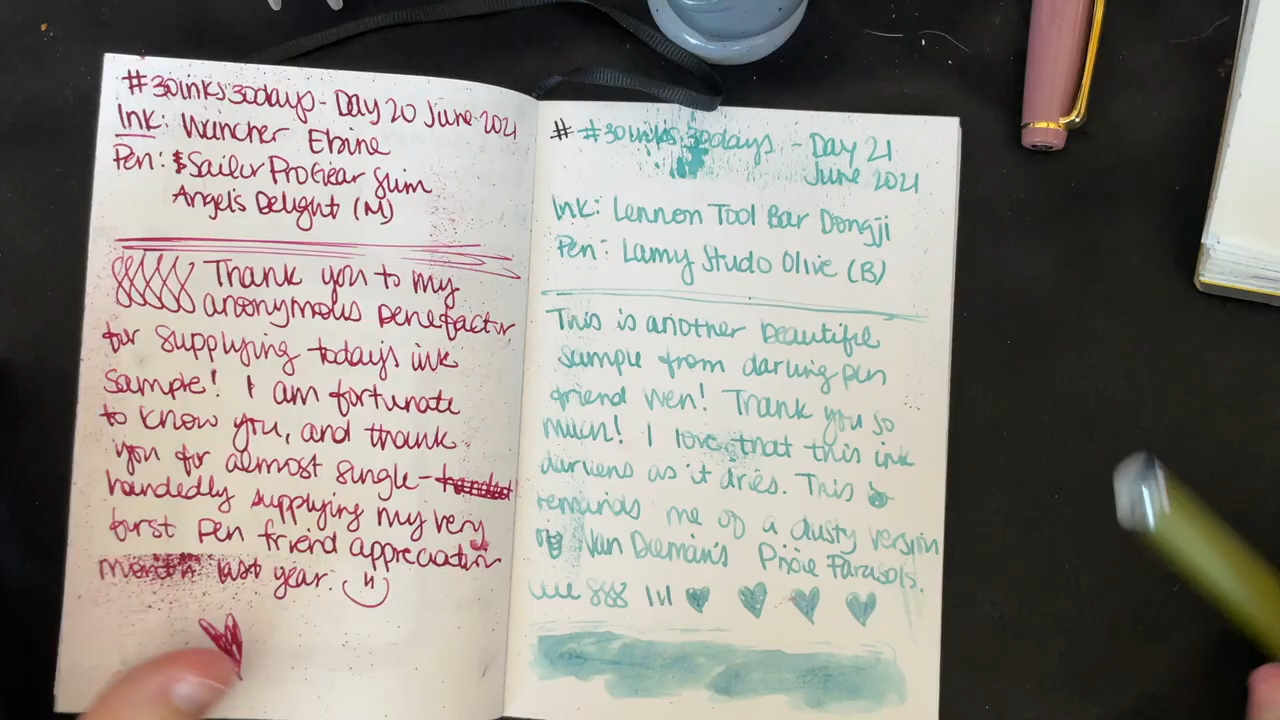 #30inks30days - Day 20 June 2021
Ink: Wancher Ebine
Pen: Sailor ProGear Slim
Angel's Delight (M)
Thank you to my
anonymous penefactor
for supplying today's ink
sample! I am fortunate
to know you, and thank
you for almost single-
handedly supplying my very
first pen friend appreciation
month last year.
# #30inks30days - Day 21
June 2021
Ink: Lennon Tool Bar Dongji
Pen: Lamy Studo Olive (B)
This is another beautiful
sample from darling pen
friend Wen! Thank you so
much! I love that this ink
darkens as it dries. This
reminds me of a dusty version
of Van Dieman's Pixie Parasols.